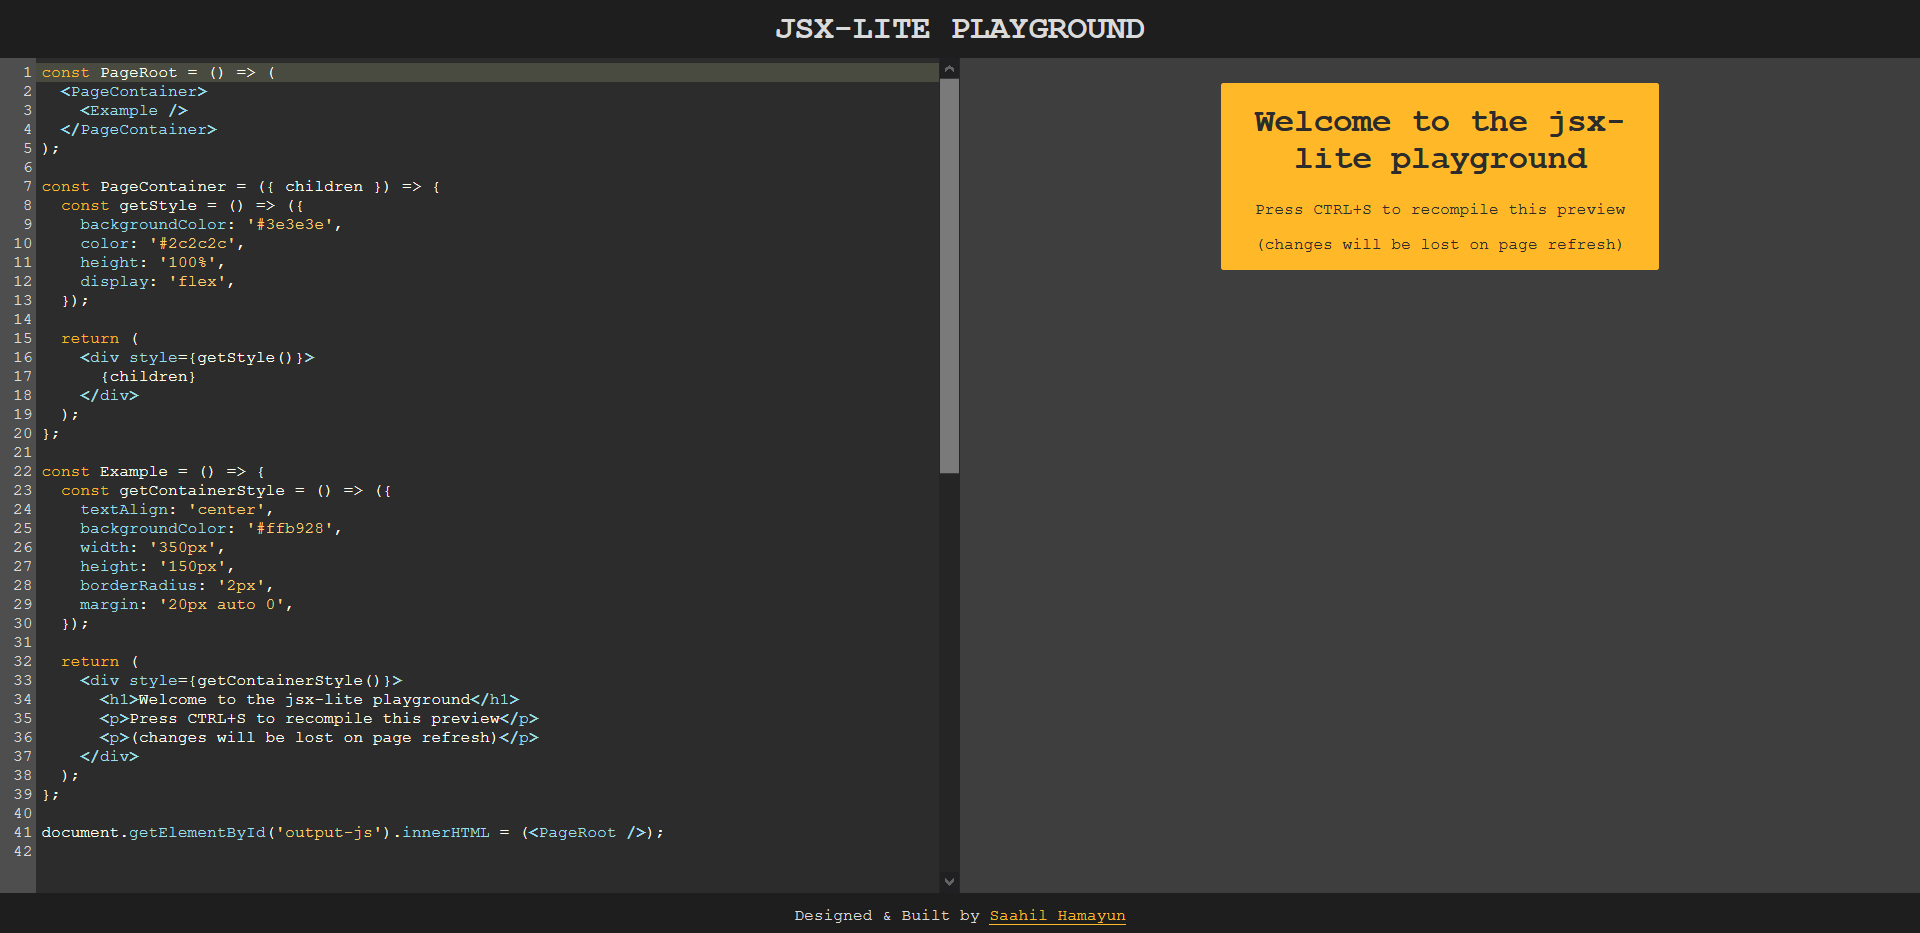 JSX-LITE PLAYGROUND
1 const PageRoot = () => (
2   <PageContainer>
3     <Example />
4   </PageContainer>
5 );
6
7 const PageContainer = ({ children }) => {
8   const getStyle = () => ({
9     backgroundColor: '#3e3e3e',
10     color: '#2c2c2c',
11     height: '100%',
12     display: 'flex',
13   });
14
15   return (
16     <div style={getStyle()}>
17       {children}
18     </div>
19   );
20 };
21
22 const Example = () => {
23   const getContainerStyle = () => ({
24     textAlign: 'center',
25     backgroundColor: '#ffb928',
26     width: '350px',
27     height: '150px',
28     borderRadius: '2px',
29     margin: '20px auto 0',
30   });
31
32   return (
33     <div style={getContainerStyle()}>
34       <h1>Welcome to the jsx-lite playground</h1>
35       <p>Press CTRL+S to recompile this preview</p>
36       <p>(changes will be lost on page refresh)</p>
37     </div>
38   );
39 };
40
41 document.getElementById('output-js').innerHTML = (<PageRoot />);
42
Welcome to the jsx-
lite playground
Press CTRL+S to recompile this preview
(changes will be lost on page refresh)
Designed & Built by Saahil Hamayun